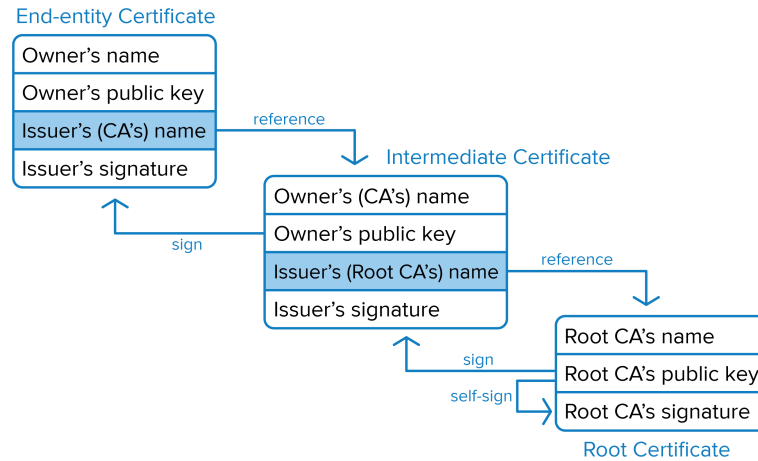 End-entity Certificate
Owner’s name
Owner’s public key
Issuer’s (CA’s) name
Issuer’s signature
reference
sign
Intermediate Certificate
Owner’s (CA’s) name
Owner’s public key
Issuer’s (Root CA’s) name
Issuer’s signature
reference
sign
self-sign
Root CA’s name
Root CA’s public key
Root CA’s signature
Root Certificate